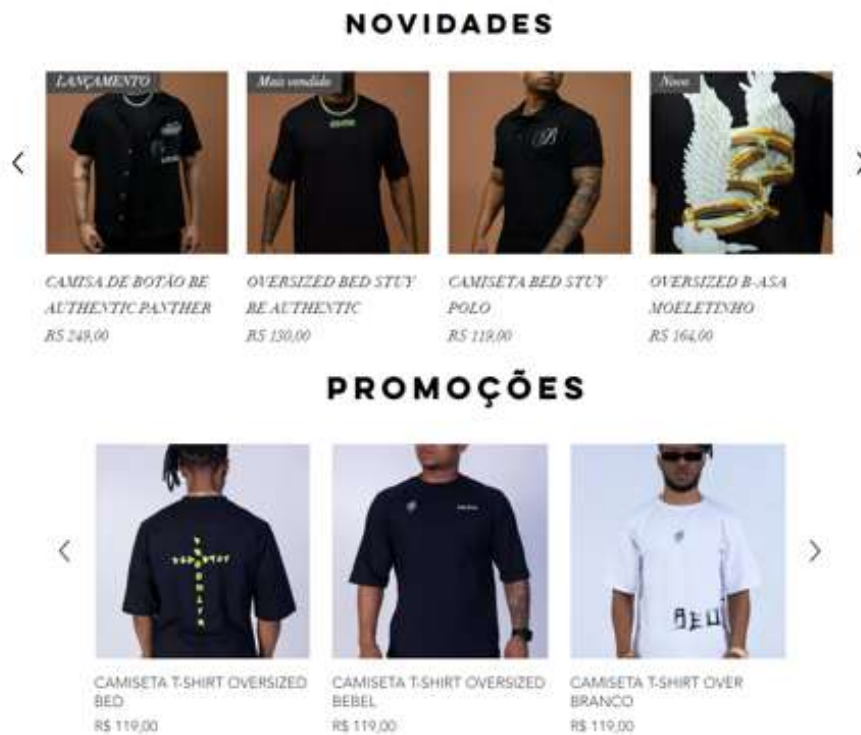 NOVIDADES
LANÇAMENTO
Mais vendido
Novo
CAMISA DE BOTÃO BE
AUTHENTIC PANTHER
R$ 249,00
OVERSIZED BED STUY
BE AUTHENTIC
R$ 130,00
CAMISETA BED STUY
POLO
R$ 119,00
OVERSIZED B-ASA
MOELETINHO
R$ 164,00
PROMOÇÕES
BEU
CAMISETA T-SHIRT OVERSIZED
BED
R$ 119,00
CAMISETA T-SHIRT OVERSIZED
BEBEL
R$ 119,00
CAMISETA T-SHIRT OVER
BRANCO
R$ 119,00